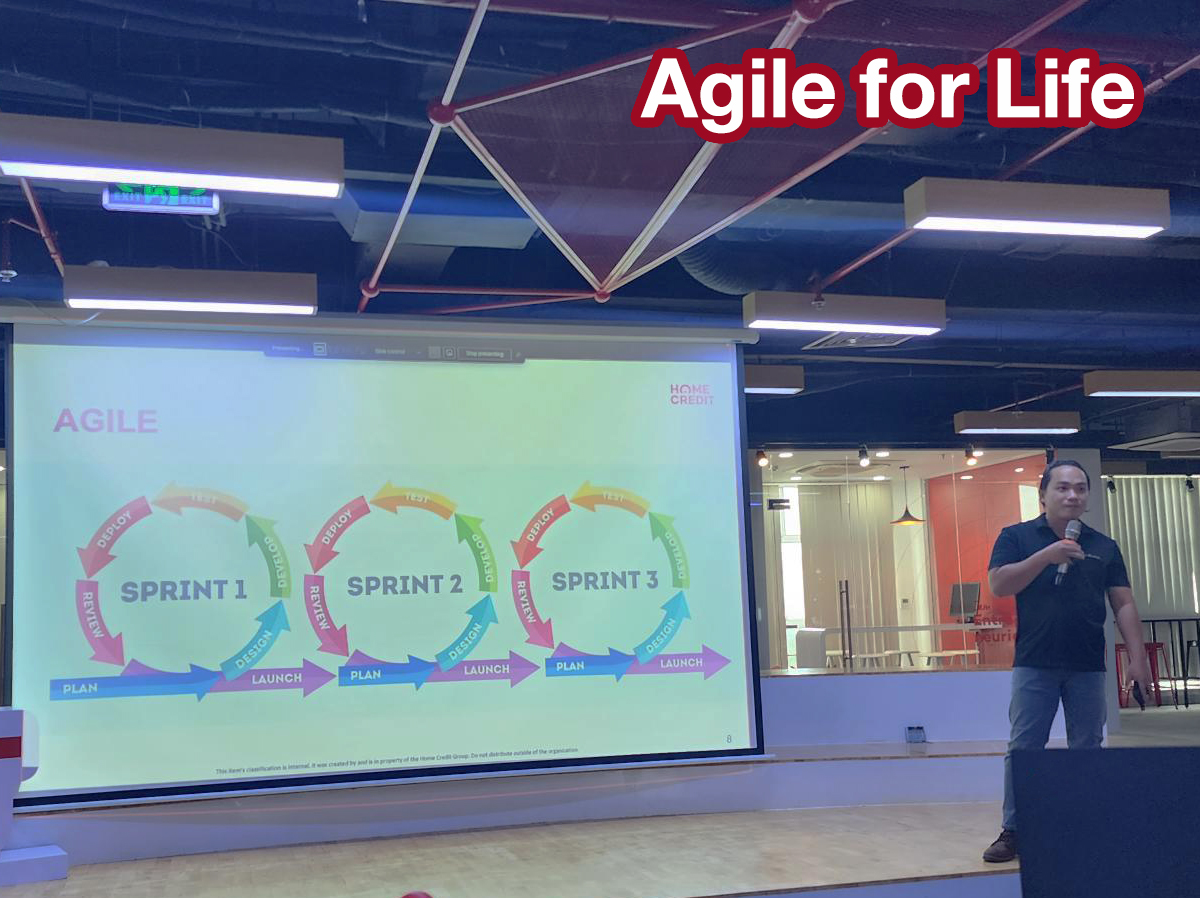 Agile for Life
EXIT EXIT
Stop presenting
HOME
CREDIT
AGILE
TEST
DEPLOY
DEVELOP
SPRINT 1
REVIEW
DESIGN
PLAN
LAUNCH
TEST
DEPLOY
DEVELOP
SPRINT 2
REVIEW
DESIGN
PLAN
LAUNCH
TEST
DEPLOY
DEVELOP
SPRINT 3
REVIEW
DESIGN
PLAN
LAUNCH
8
This item's classification is internal. It was created by and is in property of the Home Credit Group. Do not distribute outside of the organization.